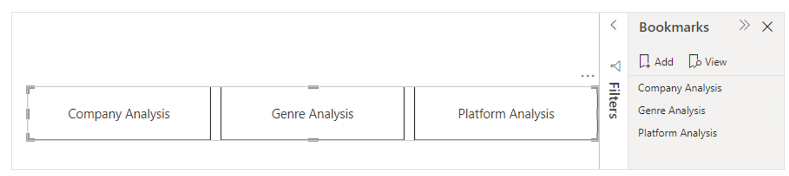 Company Analysis
Genre Analysis
Platform Analysis
Filters
Bookmarks
Add
View
Company Analysis
Genre Analysis
Platform Analysis